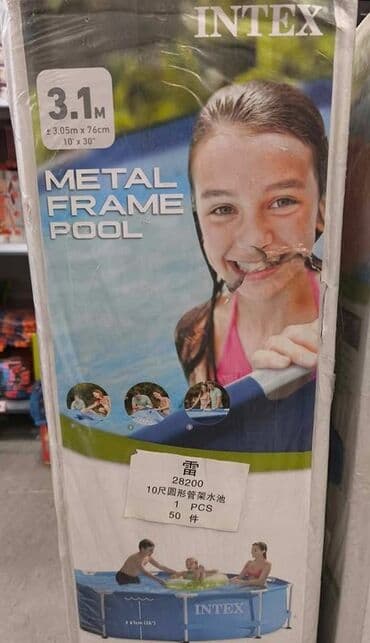 INTEX
3.1M
± 3.05m x 76cm
10' x 30"
METAL
FRAME
POOL
雷
28200
10尺圆形管架水池
1 PCS
50 件
INTEX